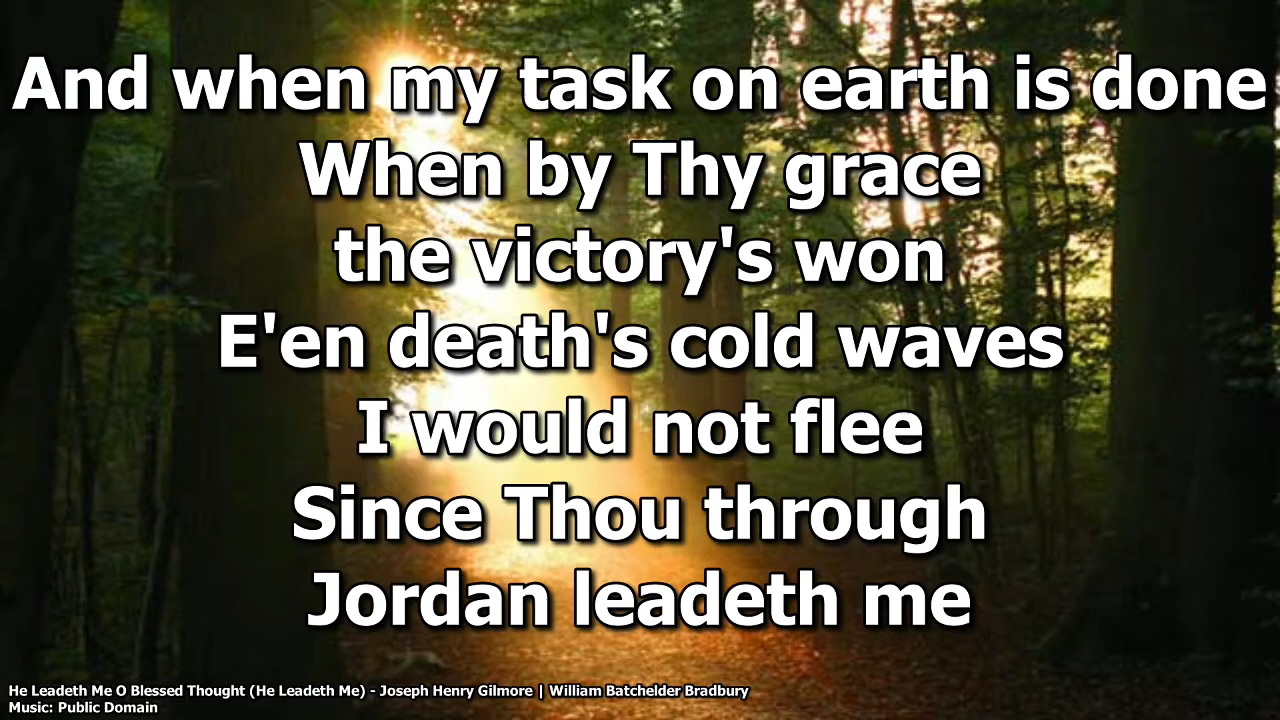 And when my task on earth is done
When by Thy grace
the victory's won
E'en death's cold waves
I would not flee
Since Thou through
Jordan leadeth me
He Leadeth Me O Blessed Thought (He Leadeth Me) - Joseph Henry Gilmore | William Batchelder Bradbury
Music: Public Domain